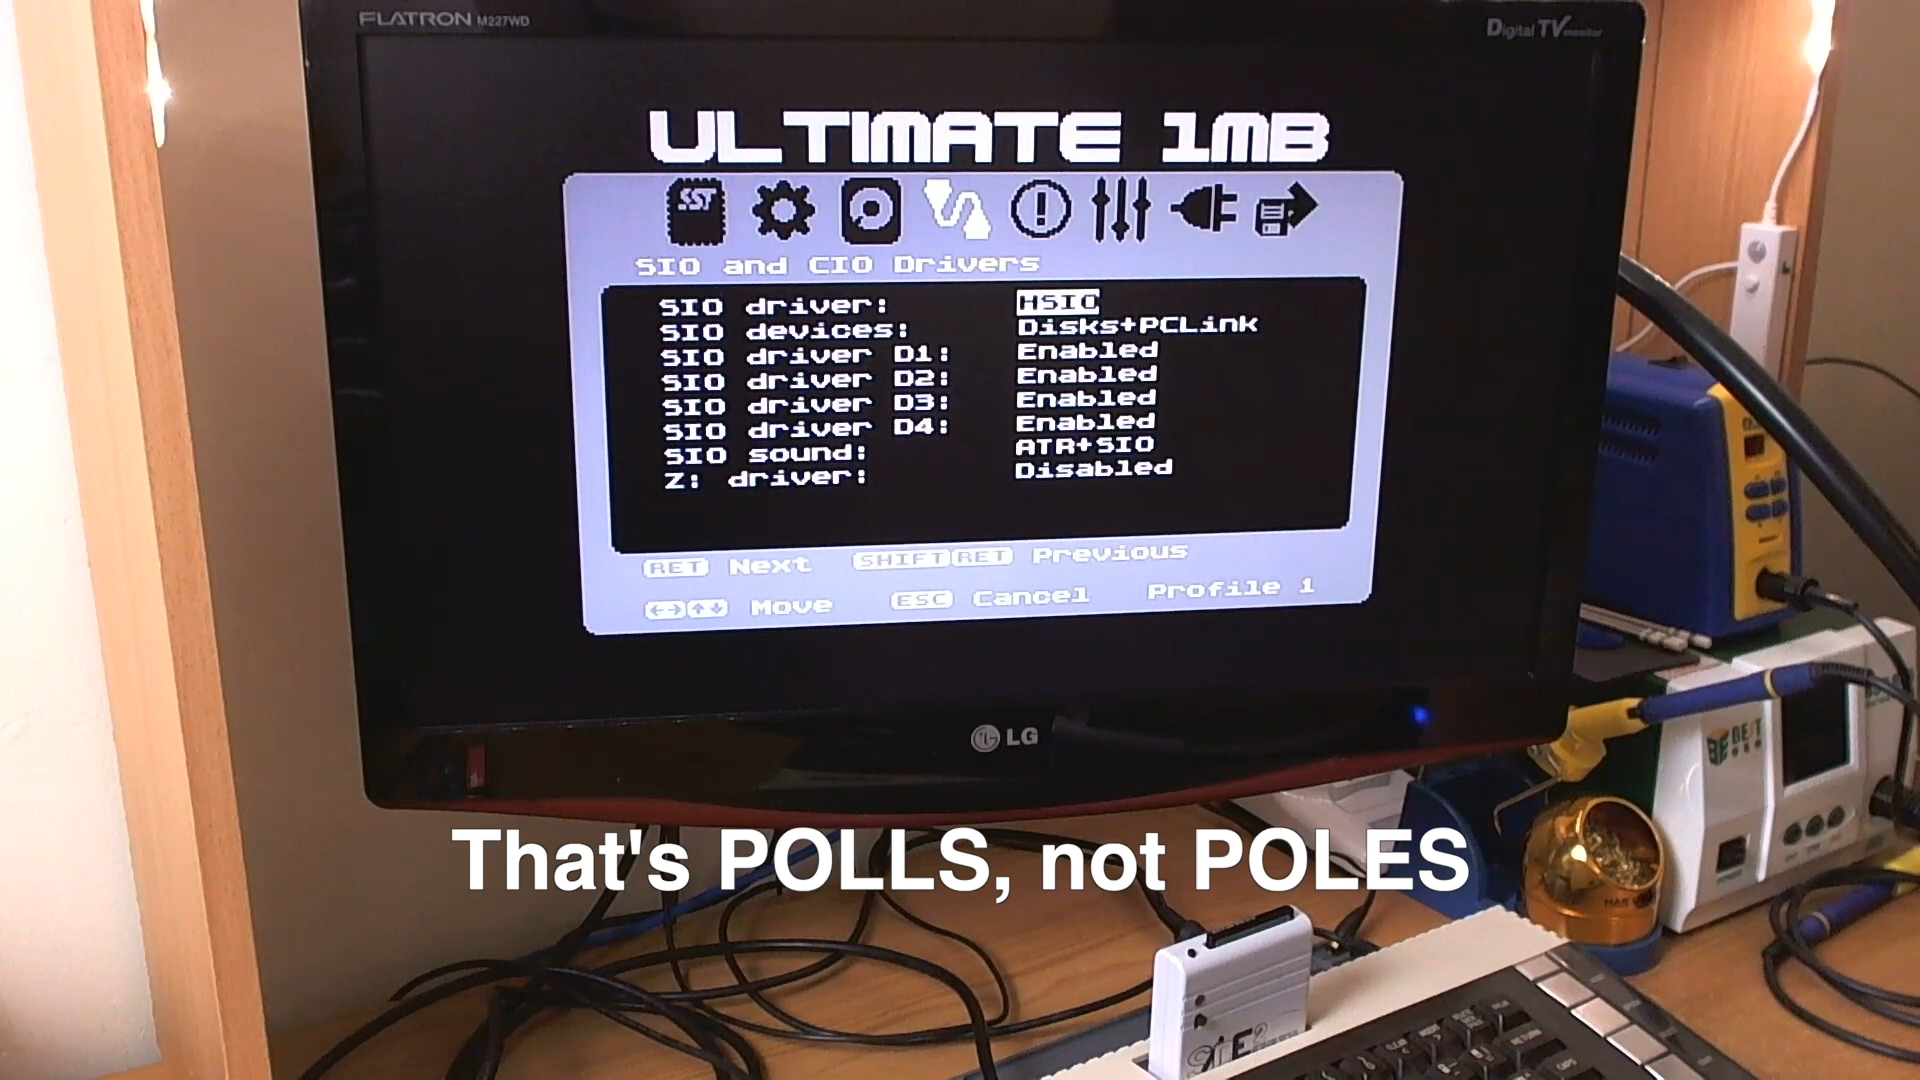 FLATRON M227WD
Digital TV monitor
ULTIMATE 1MB
.SST
SIO and CIO Drivers
SIO driver: HSIO
SIO devices: Disks+PCLink
SIO driver D1: Enabled
SIO driver D2: Enabled
SIO driver D3: Enabled
SIO driver D4: Enabled
SIO sound: ATR+SIO
Z: driver: Disabled
RET Next SHIFT RET Previous
Move ESC Cancel Profile 1
LG
BEST
That's POLLS, not POLES